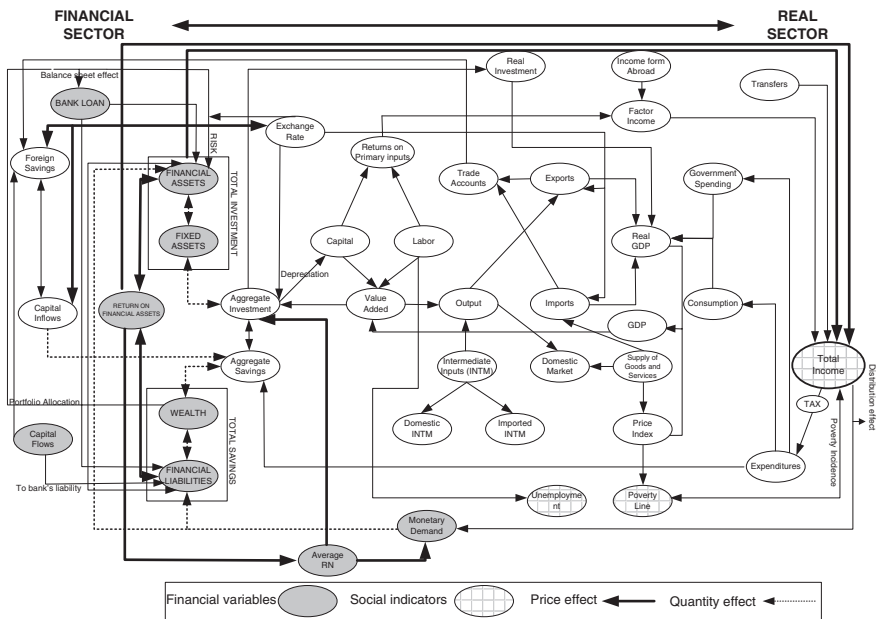 FINANCIAL
SECTOR
REAL
SECTOR
Balance sheet effect
BANK LOAN
Real
Investment
Income form
Abroad
Transfers
Exchange
Rate
Factor
Income
Foreign
Savings
RISK
Returns on
Primary inputs
FINANCIAL
ASSETS
TOTAL INVESTMENT
Trade
Accounts
Exports
Government
Spending
FIXED
ASSETS
Capital
Labor
Real
GDP
Depreciation
Capital
Inflows
RETURN ON
FINANCIAL ASSETS
Aggregate
Investment
Value
Added
Output
Imports
Consumption
GDP
Aggregate
Savings
Intermediate
Inputs (INTM)
Domestic
Market
Supply of
Goods and
Services
Total
Income
Distribution effect
Portfolio Allocation
WEALTH
TOTAL SAVINGS
TAX
Capital
Flows
Domestic
INTM
Imported
INTM
Price
Index
Poverty Incidence
FINANCIAL
LIABILITIES
Expenditures
To bank's liability
Unemployme
nt
Poverty
Line
Monetary
Demand
Average
RN
Financial variables
Social indicators
Price effect
Quantity effect